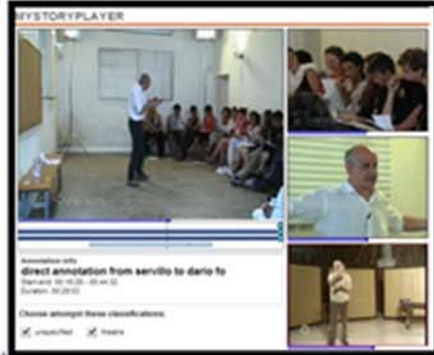 MYSTORYPLAYER
Annotation info
direct annotation from servillo to dario fo
Choose amongst these classifications:
unspecified theatre